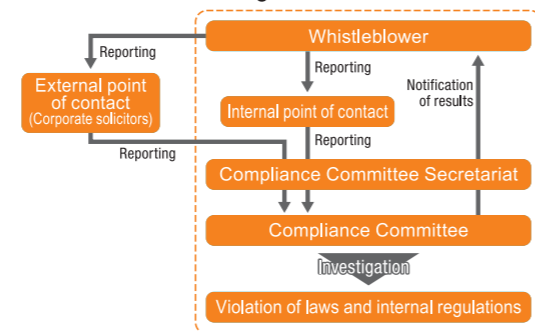 Whistleblower
Reporting
Reporting
Notification
of results
External point
of contact
(Corporate solicitors)
Internal point of contact
Reporting
Reporting
Compliance Committee Secretariat
Compliance Committee
Investigation
Violation of laws and internal regulations